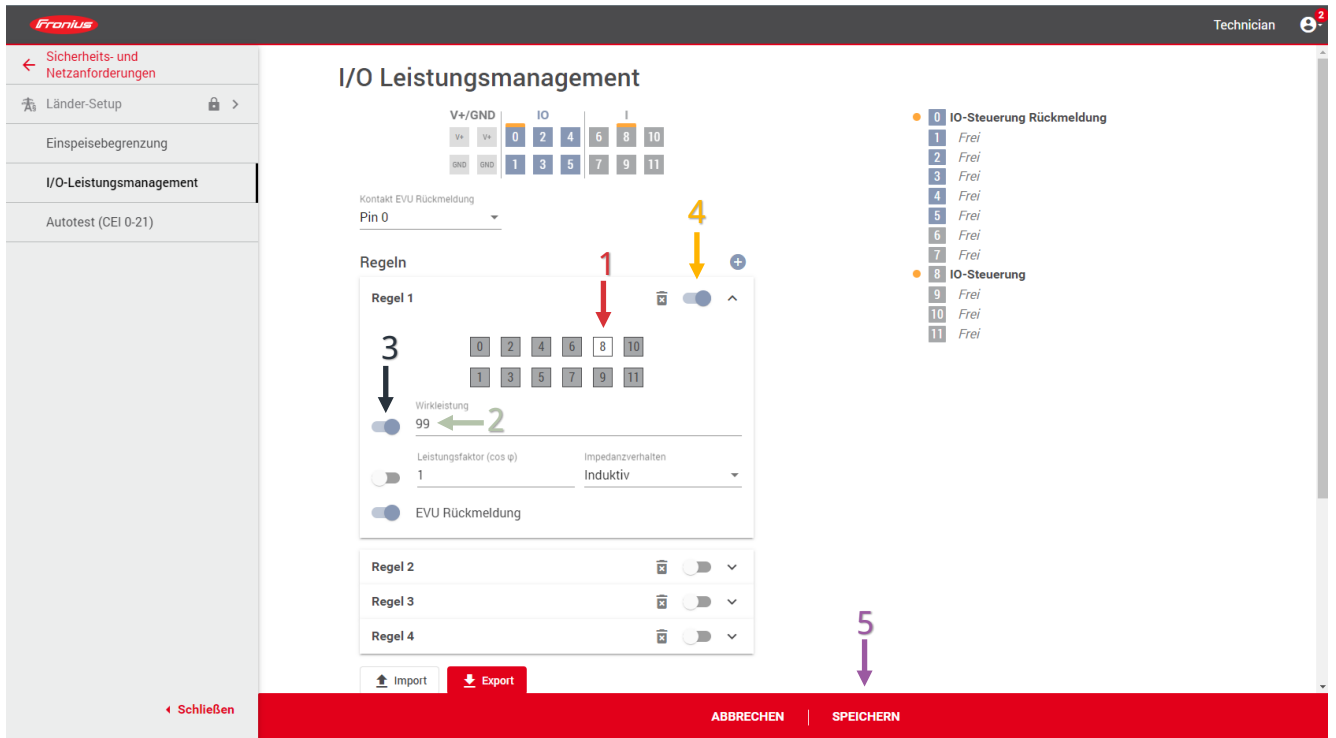 Fronius
Technician
2
Sicherheits- und
Netzanforderungen
Länder-Setup
Einspeisebegrenzung
I/O-Leistungsmanagement
Autotest (CEI 0-21)
Schließen
I/O Leistungsmanagement
V+/GND IO I
V+ V+ 0 2 4 6 8 10
GND GND 1 3 5 7 9 11
Kontakt EVU Rückmeldung
Pin 0
4
Regeln
1
Regel 1
3
0 2 4 6 8 10
1 3 5 7 9 11
Wirkleistung
99
2
Leistungsfaktor (cos φ) Impedanzverhalten
1 Induktiv
EVU Rückmeldung
Regel 2
Regel 3
Regel 4
5
Import Export
ABBRECHEN SPEICHERN
0 IO-Steuerung Rückmeldung
1 Frei
2 Frei
3 Frei
4 Frei
5 Frei
6 Frei
7 Frei
8 IO-Steuerung
9 Frei
10 Frei
11 Frei